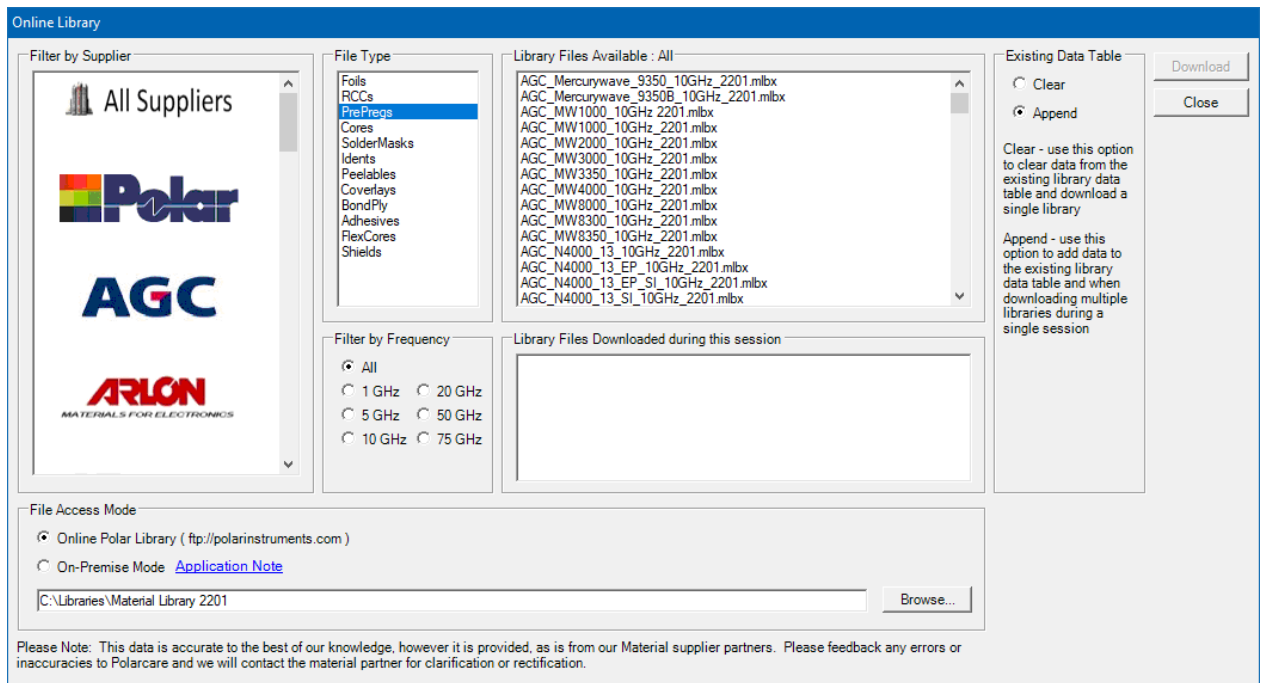 Online Library
Filter by Supplier
All Suppliers
Polar
AGC
ARLON
MATERIALS FOR ELECTRONICS
File Type
Foils
RCCs
PrePregs
Cores
SolderMasks
Idents
Peelables
Coverlays
BondPly
Adhesives
FlexCores
Shields
Filter by Frequency
All
1 GHz 20 GHz
5 GHz 50 GHz
10 GHz 75 GHz
Library Files Available : All
AGC_Mercurywave_9350_10GHz_2201.mlbx
AGC_Mercurywave_9350B_10GHz_2201.mlbx
AGC_MW1000_10GHz 2201.mlbx
AGC_MW1000_10GHz_2201.mlbx
AGC_MW2000_10GHz_2201.mlbx
AGC_MW3000_10GHz_2201.mlbx
AGC_MW3350_10GHz_2201.mlbx
AGC_MW4000_10GHz_2201.mlbx
AGC_MW8000_10GHz_2201.mlbx
AGC_MW8300_10GHz_2201.mlbx
AGC_MW8350_10GHz_2201.mlbx
AGC_N4000_13_10GHz_2201.mlbx
AGC_N4000_13_EP_10GHz_2201.mlbx
AGC_N4000_13_EP_SI_10GHz_2201.mlbx
AGC_N4000_13_SI_10GHz_2201.mlbx
Library Files Downloaded during this session
Existing Data Table
Clear
Append
Clear - use this option
to clear data from the
existing library data
table and download a
single library
Append - use this
option to add data to
the existing library
data table and when
downloading multiple
libraries during a
single session
Download
Close
File Access Mode
Online Polar Library ( ftp://polarinstruments.com )
On-Premise Mode Application Note
C:\Libraries\Material Library 2201
Browse...
Please Note: This data is accurate to the best of our knowledge, however it is provided, as is from our Material supplier partners. Please feedback any errors or
inaccuracies to Polarcare and we will contact the material partner for clarification or rectification.